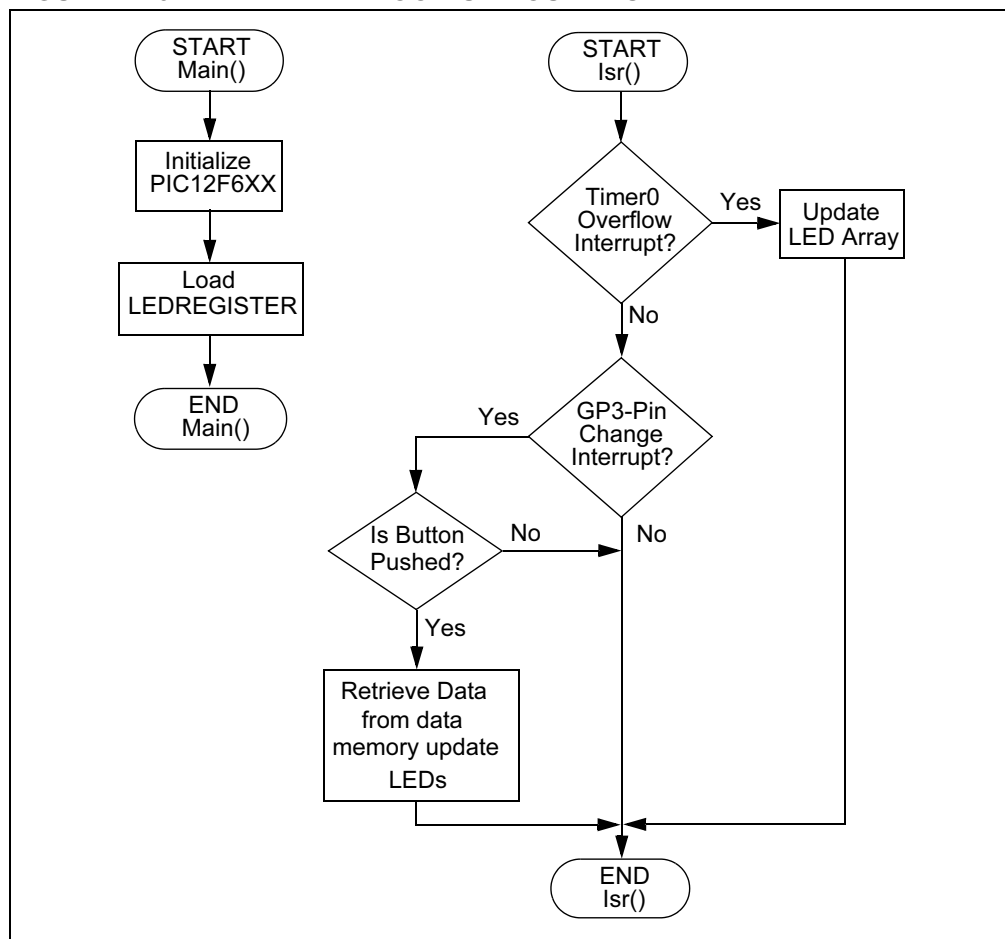 START
Main()
Initialize
PIC12F6XX
Load
LEDREGISTER
END
Main()
START
Isr()
Timer0
Overflow
Interrupt?
Yes
Update
LED Array
No
GP3-Pin
Change
Interrupt?
Yes
No
Is Button
Pushed?
No
Yes
Retrieve Data
from data
memory update
LEDs
END
Isr()